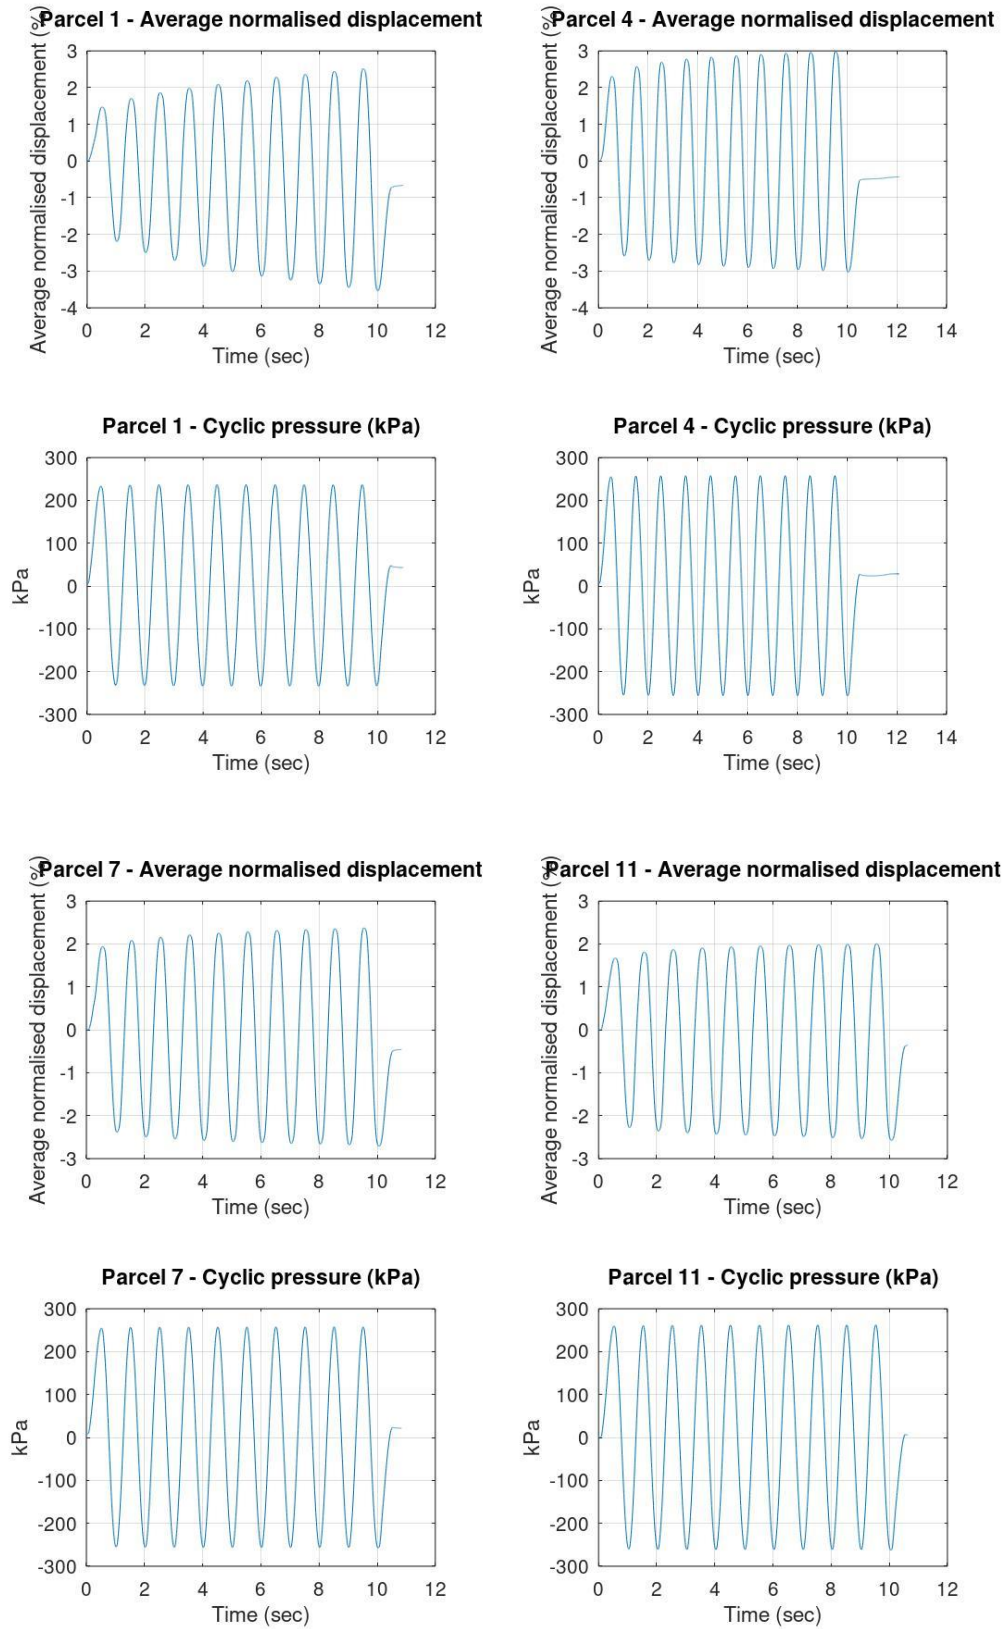 Parcel 1 - Average normalised displacement
Average normalised displacement (%)
3
2
1
0
-1
-2
-3
-4
0 2 4 6 8 10 12
Time (sec)
Parcel 4 - Average normalised displacement
Average normalised displacement (%)
3
2
1
0
-1
-2
-3
-4
0 2 4 6 8 10 12 14
Time (sec)
Parcel 1 - Cyclic pressure (kPa)
kPa
300
200
100
0
-100
-200
-300
0 2 4 6 8 10 12
Time (sec)
Parcel 4 - Cyclic pressure (kPa)
kPa
300
200
100
0
-100
-200
-300
0 2 4 6 8 10 12 14
Time (sec)
Parcel 7 - Average normalised displacement
Average normalised displacement (%)
3
2
1
0
-1
-2
-3
0 2 4 6 8 10 12
Time (sec)
Parcel 11 - Average normalised displacement
Average normalised displacement (%)
3
2
1
0
-1
-2
-3
0 2 4 6 8 10 12
Time (sec)
Parcel 7 - Cyclic pressure (kPa)
kPa
300
200
100
0
-100
-200
-300
0 2 4 6 8 10 12
Time (sec)
Parcel 11 - Cyclic pressure (kPa)
kPa
300
200
100
0
-100
-200
-300
0 2 4 6 8 10 12
Time (sec)